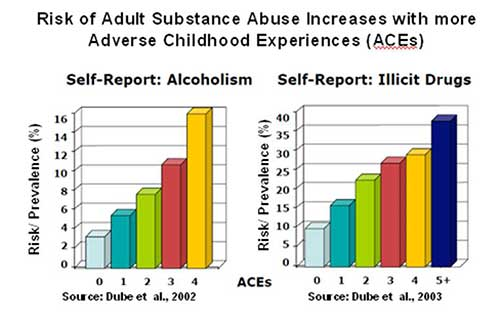 Risk of Adult Substance Abuse Increases with more
Adverse Childhood Experiences (ACEs)
Self-Report: Alcoholism
Self-Report: Illicit Drugs
Risk/ Prevalence (%)
16
14
12
10
8
6
4
2
0
0 1 2 3 4
Source: Dube et al., 2002
ACEs
Risk/ Prevalence (%)
40
35
30
25
20
15
10
5
0
0 1 2 3 4 5+
Source: Dube et al., 2003